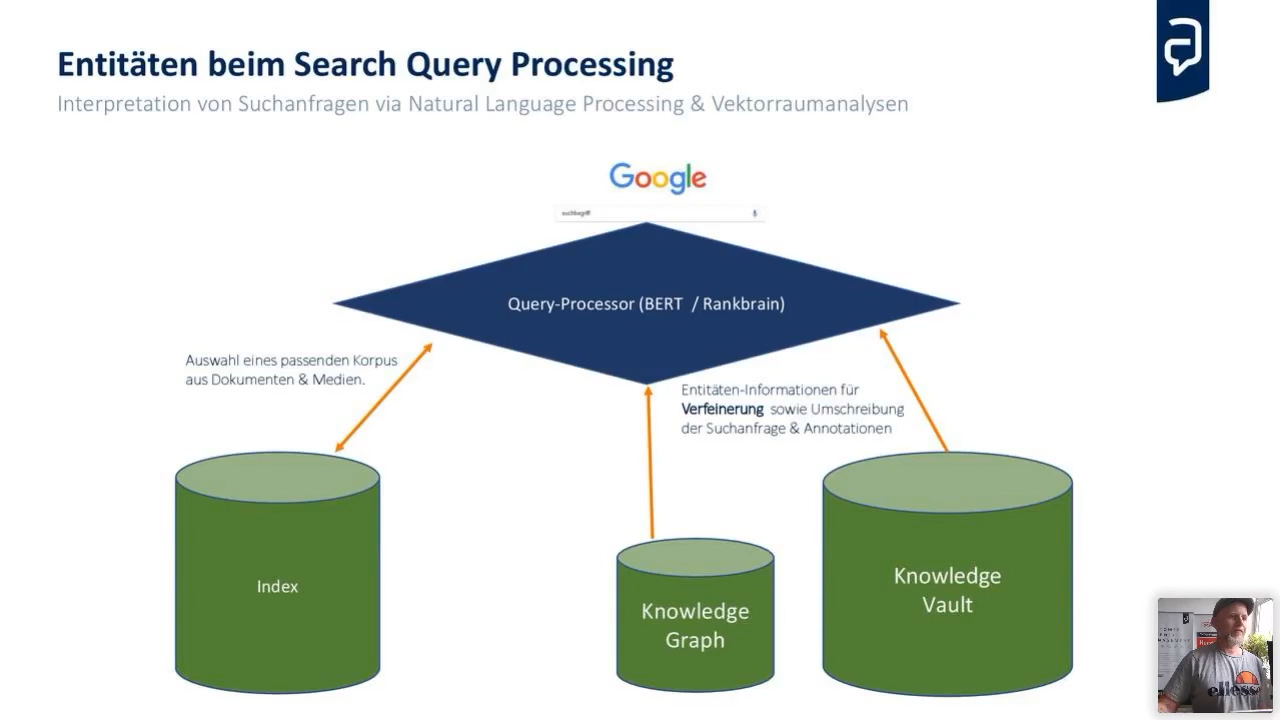 Entitäten beim Search Query Processing
Interpretation von Suchanfragen via Natural Language Processing & Vektorraumanalysen
Google
suchbegriff
Query-Processor (BERT / Rankbrain)
Auswahl eines passenden Korpus
aus Dokumenten & Medien.
Entitäten-Informationen für
Verfeinerung sowie Umschreibung
der Suchanfrage & Annotationen
Index
Knowledge
Graph
Knowledge
Vault
ellesse